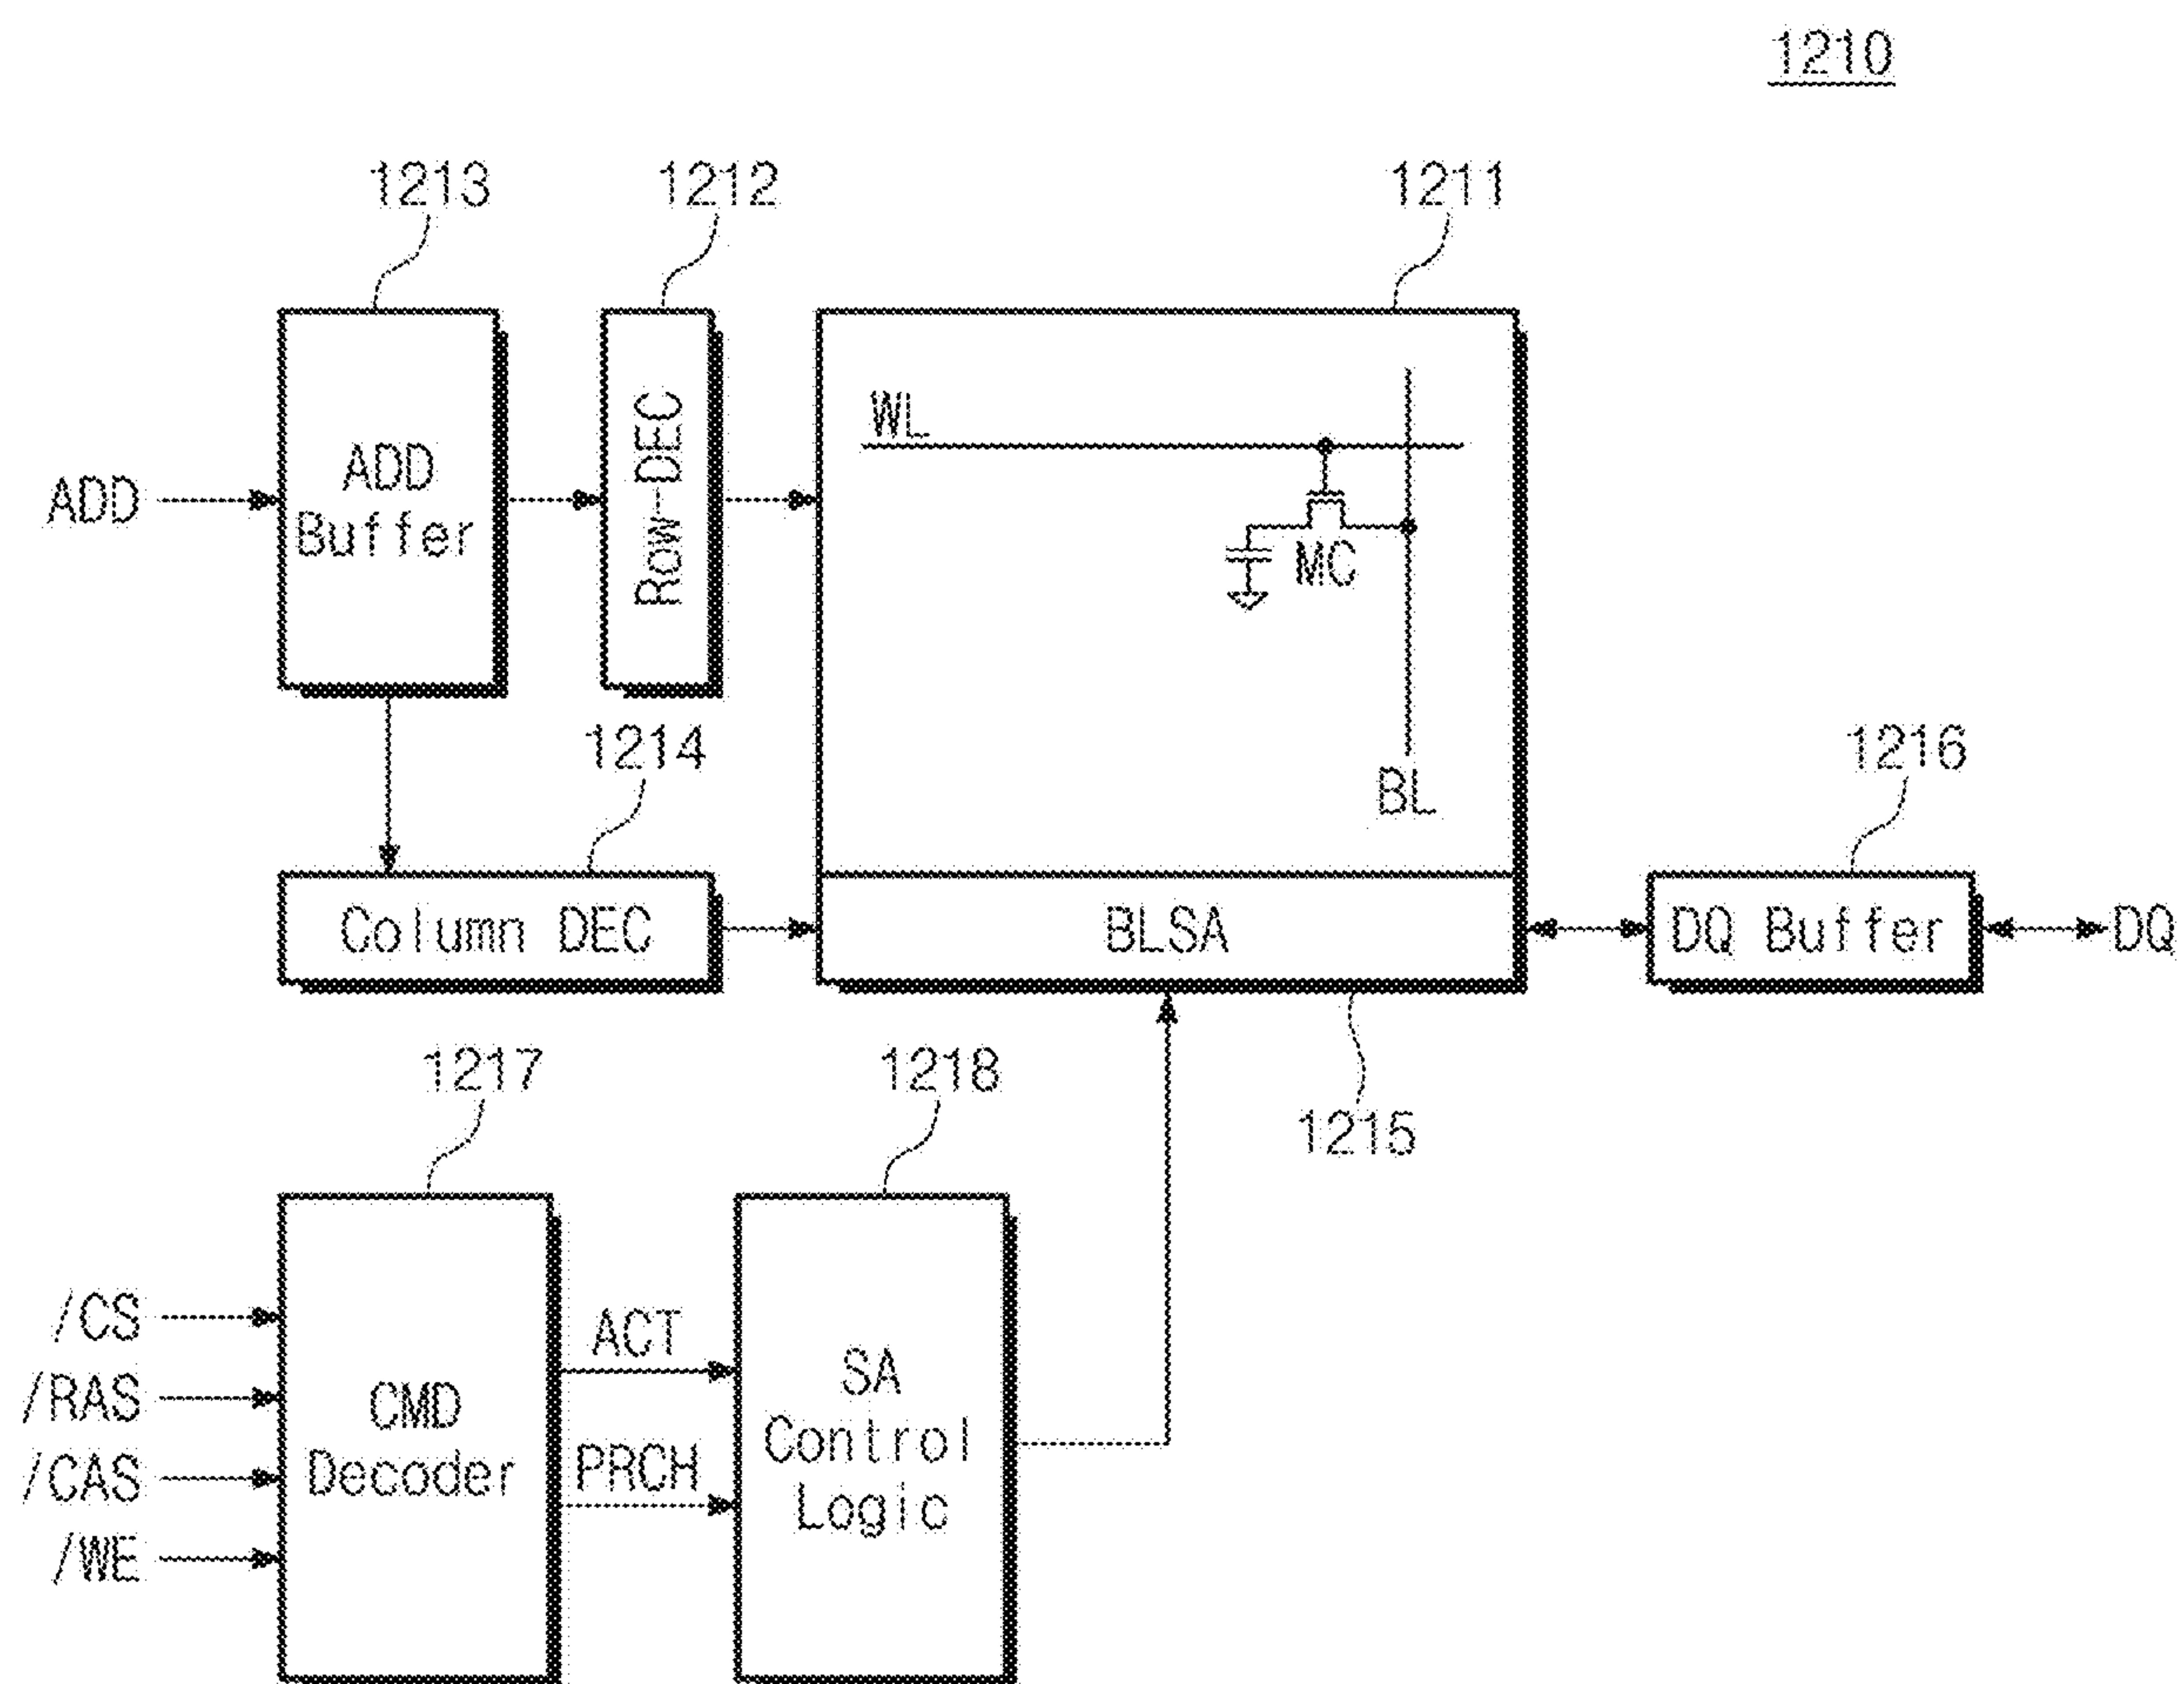 1210
1213
1212
1211
ADD
ADD
Buffer
Row-DEC
WL
MC
BL
1214
1216
Column DEC
BLSA
DQ Buffer
DQ
1217
1218
1215
/CS
/RAS
/CAS
/WE
CMD
Decoder
ACT
PRCH
SA
Control
Logic